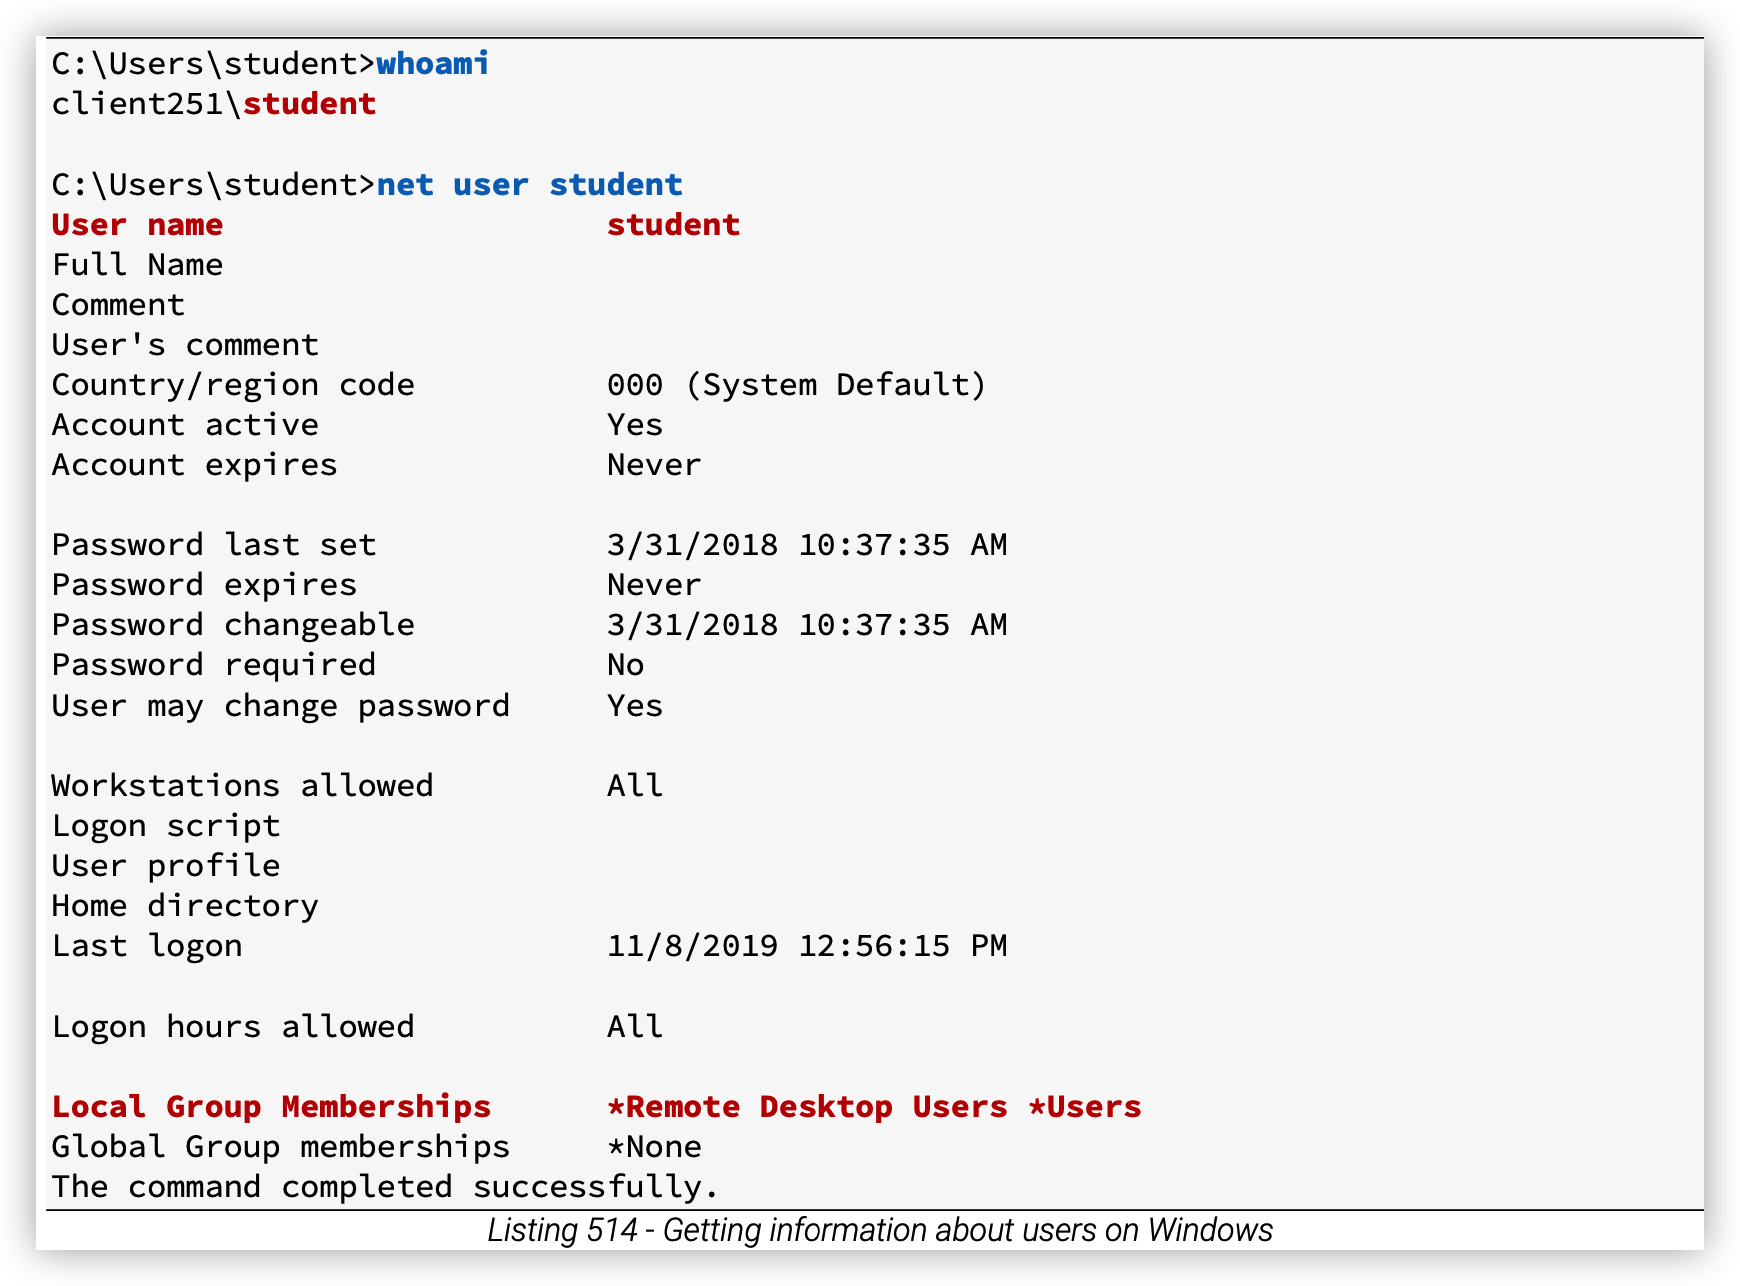 C:\Users\student>whoami
client251\student
C:\Users\student>net user student
User name                    student
Full Name
Comment
User's comment
Country/region code          000 (System Default)
Account active               Yes
Account expires              Never
Password last set            3/31/2018 10:37:35 AM
Password expires             Never
Password changeable          3/31/2018 10:37:35 AM
Password required            No
User may change password     Yes
Workstations allowed         All
Logon script
User profile
Home directory
Last logon                   11/8/2019 12:56:15 PM
Logon hours allowed          All
Local Group Memberships      *Remote Desktop Users *Users
Global Group memberships     *None
The command completed successfully.
Listing 514 - Getting information about users on Windows